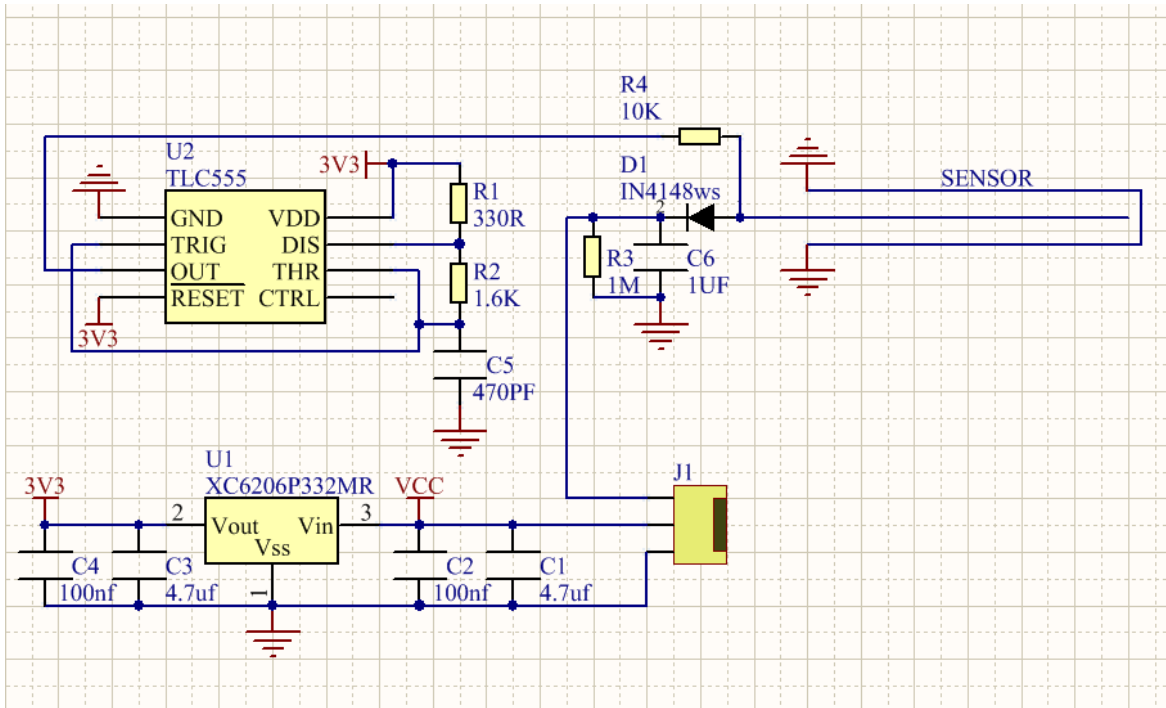 R4
10K
U2
TLC555
3V3
D1
IN4148ws
SENSOR
R1
330R
2
GND
VDD
TRIG
DIS
OUT
THR
RESET
CTRL
R2
1.6K
R3
1M
C6
1UF
3V3
C5
470PF
U1
XC6206P332MR
3V3
VCC
J1
2
3
Vout
Vin
Vss
1
C4
100nf
C3
4.7uf
C2
100nf
C1
4.7uf